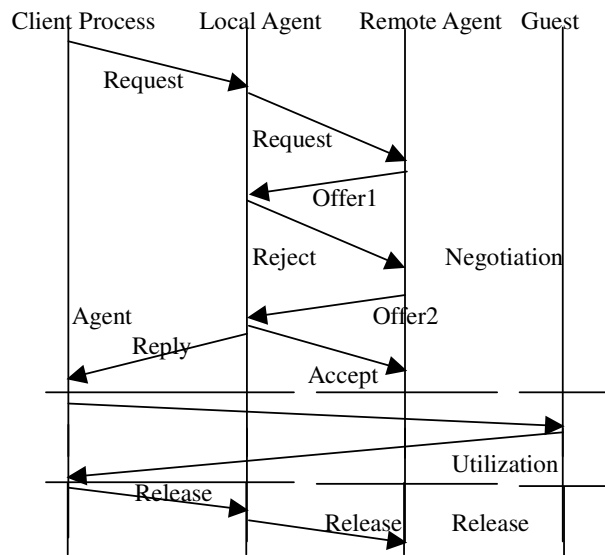 Client Process Local Agent Remote Agent Guest
Request
Request
Offer1
Reject Negotiation
Agent Offer2
Reply
Accept
Utilization
Release
Release Release